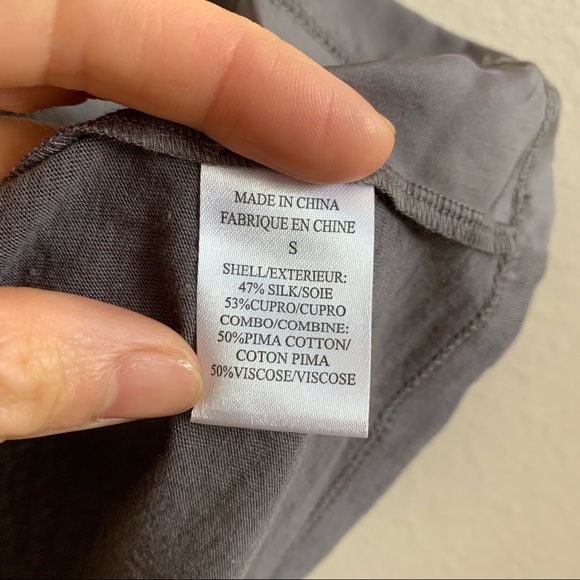 MADE IN CHINA
FABRIQUE EN CHINE
S
SHELL/EXTERIEUR:
47% SILK/SOIE
53%CUPRO/CUPRO
COMBO/COMBINE:
50%PIMA COTTON/
COTON PIMA
50%VISCOSE/VISCOSE